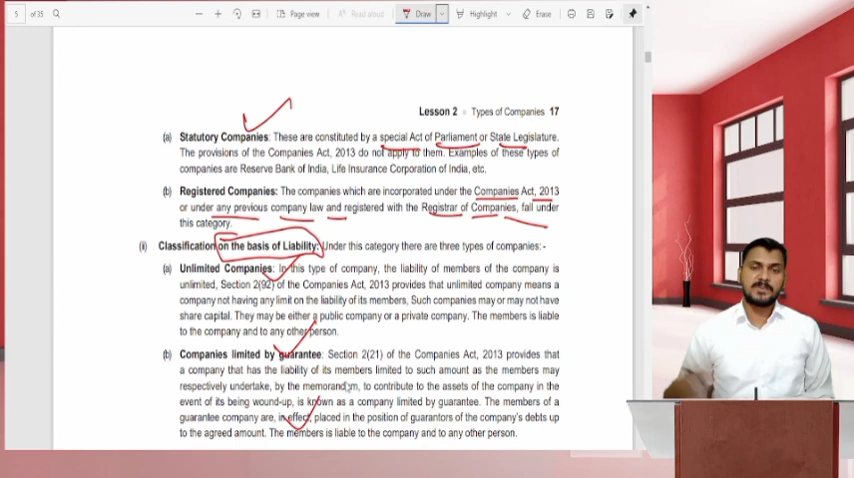 5 of 35 Page view Read aloud Draw Highlight Erase
Lesson 2 Types of Companies 17
(a) Statutory Companies: These are constituted by a special Act of Parliament or State Legislature.
The provisions of the Companies Act, 2013 do not apply to them. Examples of these types of
companies are Reserve Bank of India, Life Insurance Corporation of India, etc.
(b) Registered Companies: The companies which are incorporated under the Companies Act, 2013
or under any previous company law and registered with the Registrar of Companies, fall under
this category.
(ii) Classification on the basis of Liability: Under this category there are three types of companies:-
(a) Unlimited Companies: In this type of company, the liability of members of the company is
unlimited, Section 2(92) of the Companies Act, 2013 provides that unlimited company means a
company not having any limit on the liability of its members, Such companies may or may not have
share capital. They may be either a public company or a private company. The members is liable
to the company and to any other person.
(b) Companies limited by guarantee: Section 2(21) of the Companies Act, 2013 provides that
a company that has the liability of its members limited to such amount as the members may
respectively undertake, by the memorandum, to contribute to the assets of the company in the
event of its being wound-up, is known as a company limited by guarantee. The members of a
guarantee company are, in effect, placed in the position of guarantors of the company's debts up
to the agreed amount. The members is liable to the company and to any other person.